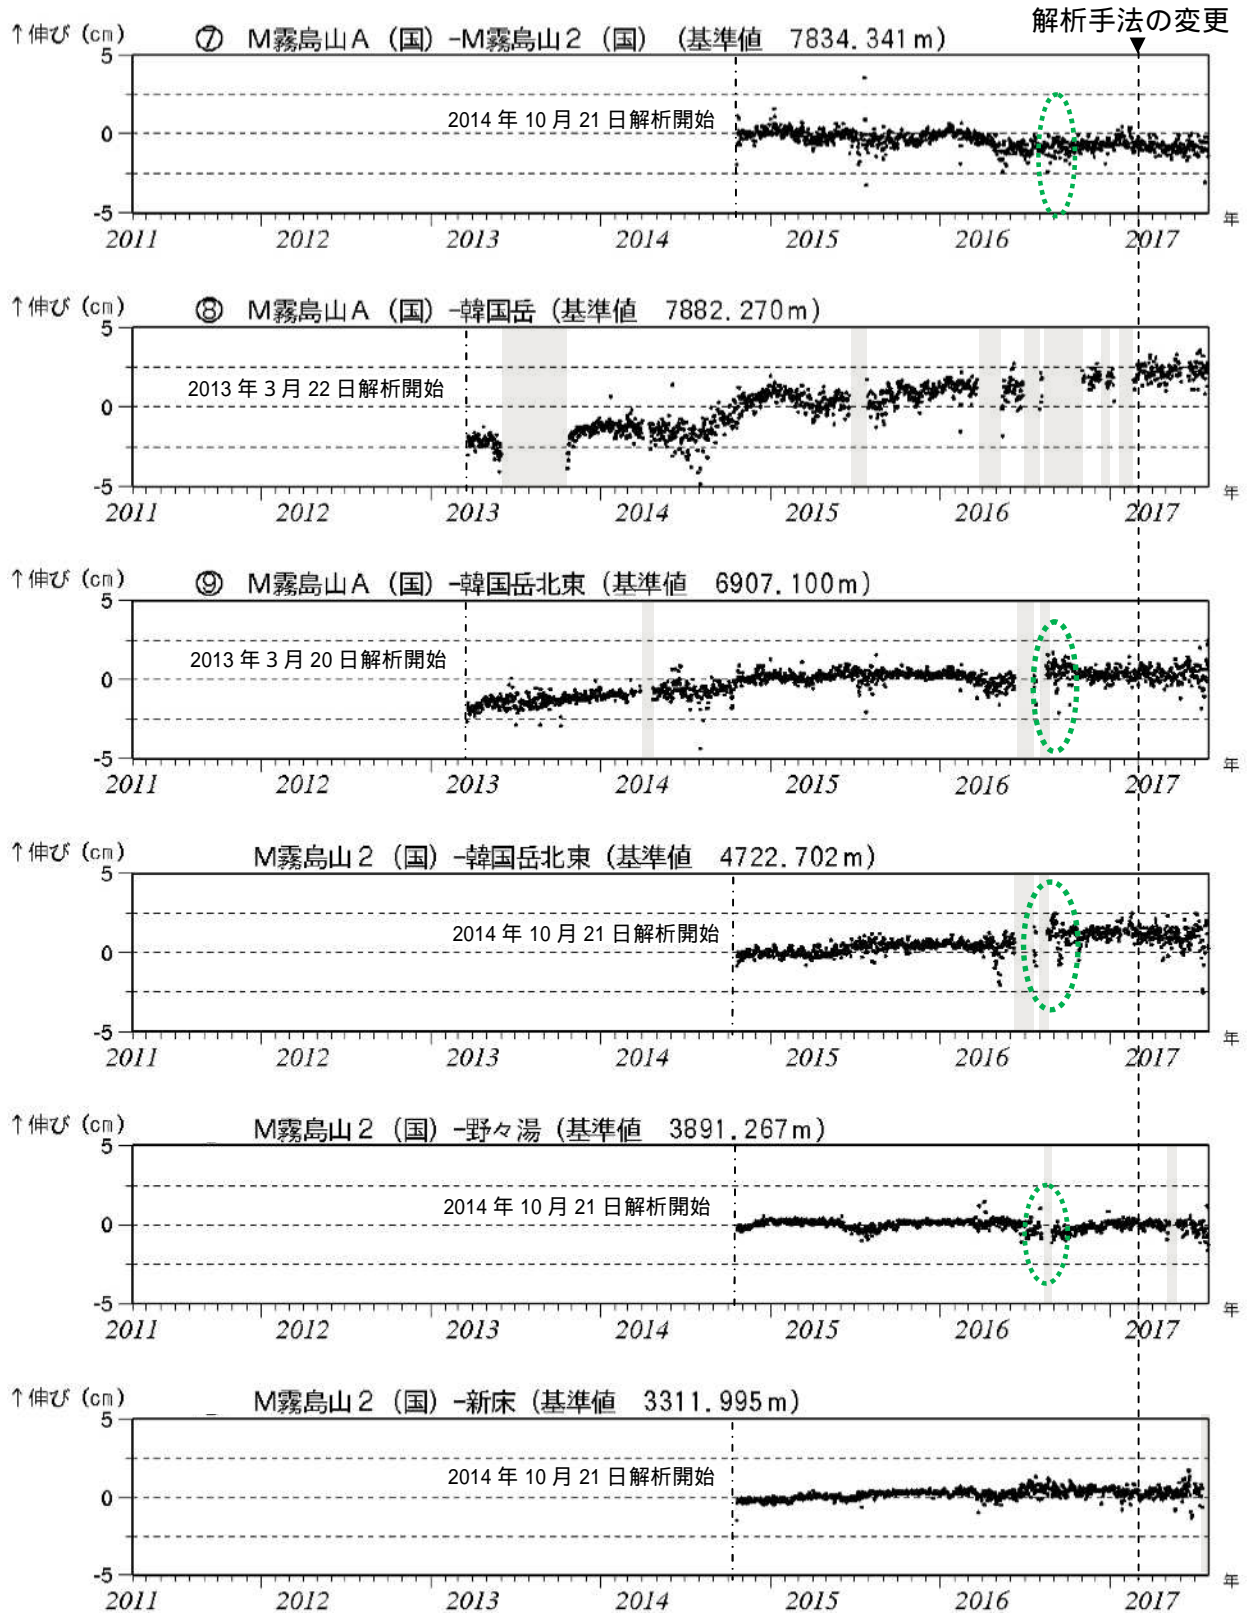 解析手法の変更
▼
↑伸び (cm) ⑦ M霧島山A (国) -M霧島山2 (国) (基準値 7834.341m)
5
2014年10月21日解析開始
0
-5
年
2011 2012 2013 2014 2015 2016 2017
↑伸び (cm) ⑧ M霧島山A (国) -韓国岳 (基準値 7882.270m)
5
2013年3月22日解析開始
0
-5
年
2011 2012 2013 2014 2015 2016 2017
↑伸び (cm) ⑨ M霧島山A (国) -韓国岳北東 (基準値 6907.100m)
5
2013年3月20日解析開始
0
-5
年
2011 2012 2013 2014 2015 2016 2017
↑伸び (cm) M霧島山2 (国) -韓国岳北東 (基準値 4722.702m)
5
2014年10月21日解析開始
0
-5
年
2011 2012 2013 2014 2015 2016 2017
↑伸び (cm) M霧島山2 (国) -野々湯 (基準値 3891.267m)
5
2014年10月21日解析開始
0
-5
年
2011 2012 2013 2014 2015 2016 2017
↑伸び (cm) M霧島山2 (国) -新床 (基準値 3311.995m)
5
2014年10月21日解析開始
0
-5
年
2011 2012 2013 2014 2015 2016 2017